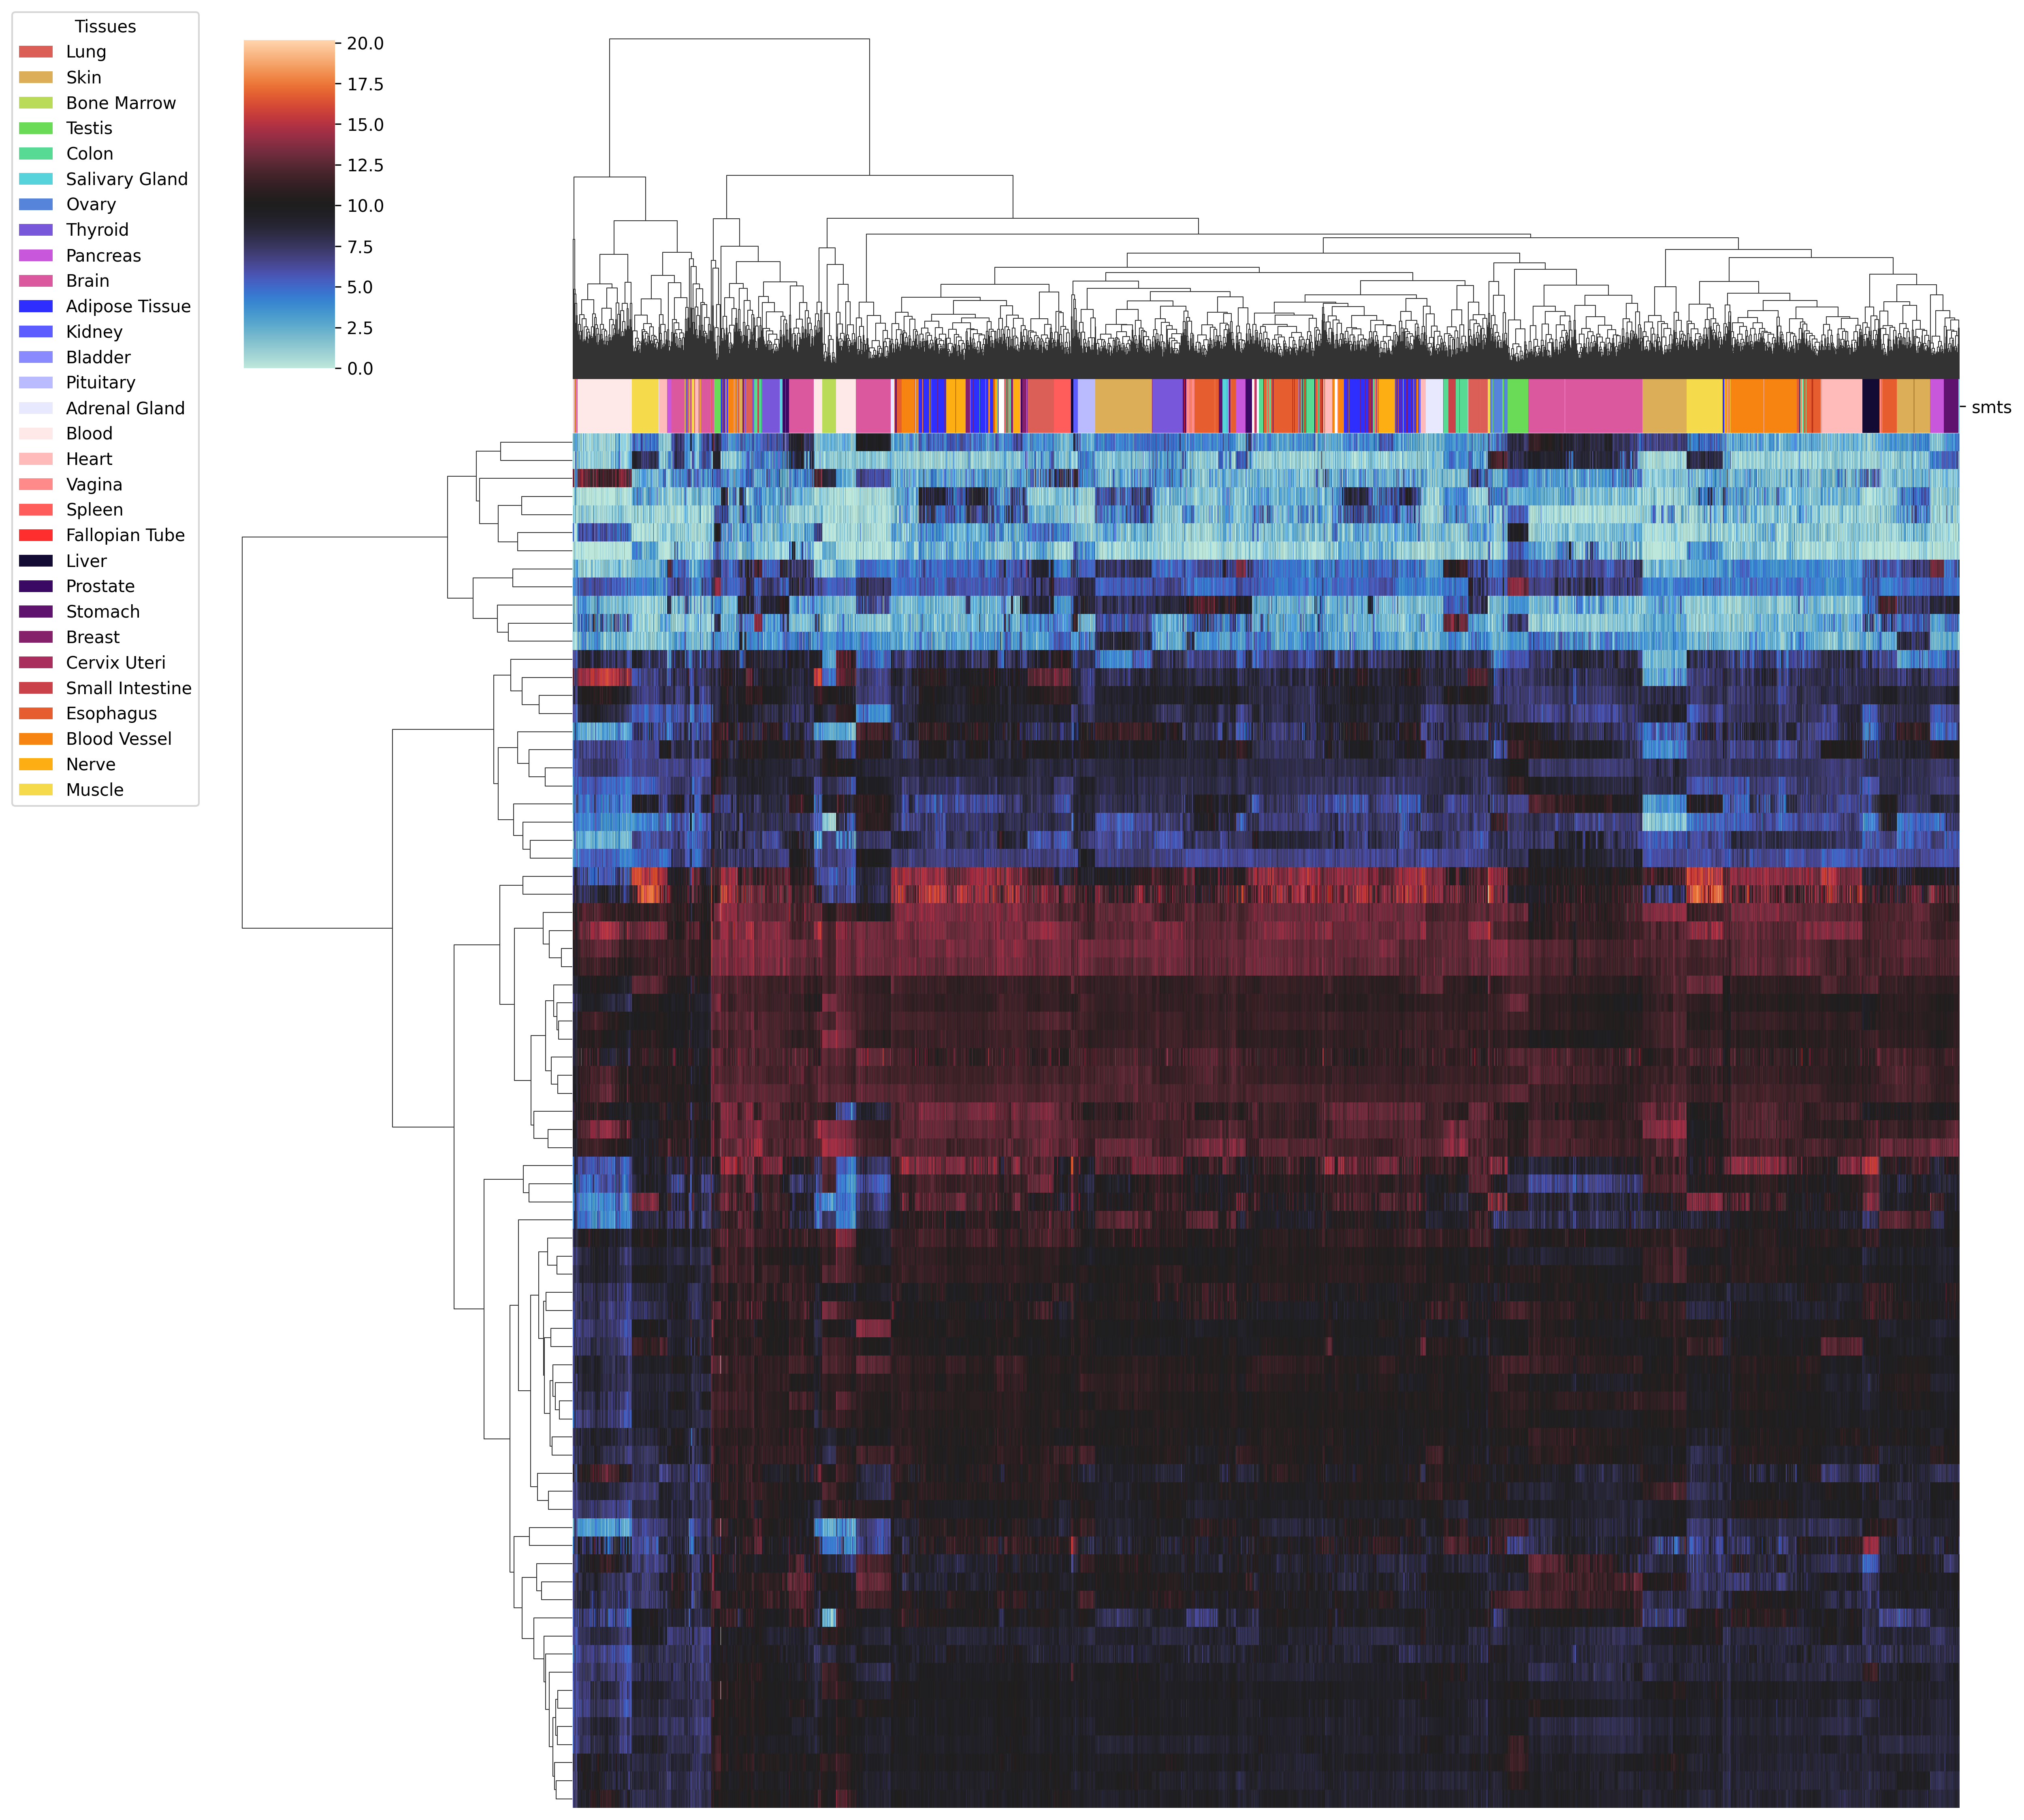 Tissues
Lung
Skin
Bone Marrow
Testis
Colon
Salivary Gland
Ovary
Thyroid
Pancreas
Brain
Adipose Tissue
Kidney
Bladder
Pituitary
Adrenal Gland
Blood
Heart
Vagina
Spleen
Fallopian Tube
Liver
Prostate
Stomach
Breast
Cervix Uteri
Small Intestine
Esophagus
Blood Vessel
Nerve
Muscle
20.0
17.5
15.0
12.5
10.0
7.5
5.0
2.5
0.0
smts